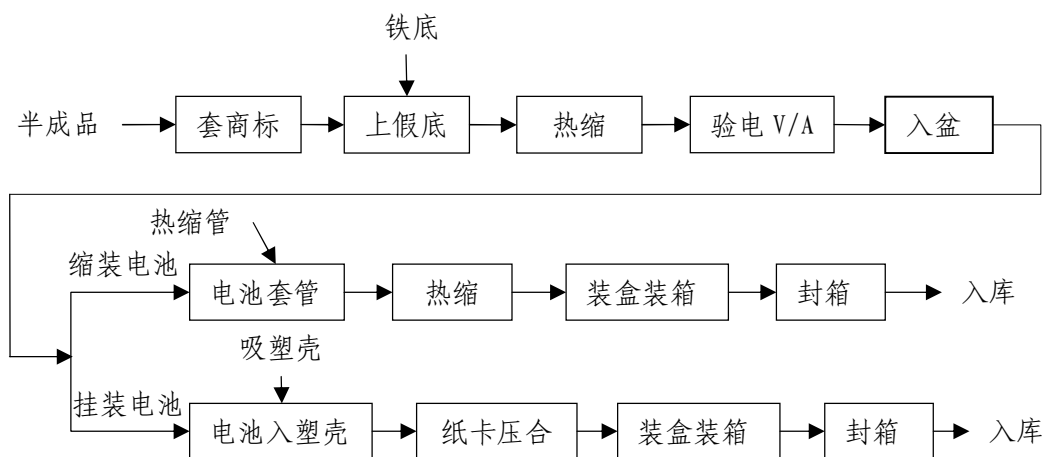 铁底
半成品 套商标 上假底 热缩 验电 V/A 入盆
热缩管
缩装电池
电池套管 热缩 装盒装箱 封箱 入库
吸塑壳
挂装电池
电池入塑壳 纸卡压合 装盒装箱 封箱 入库